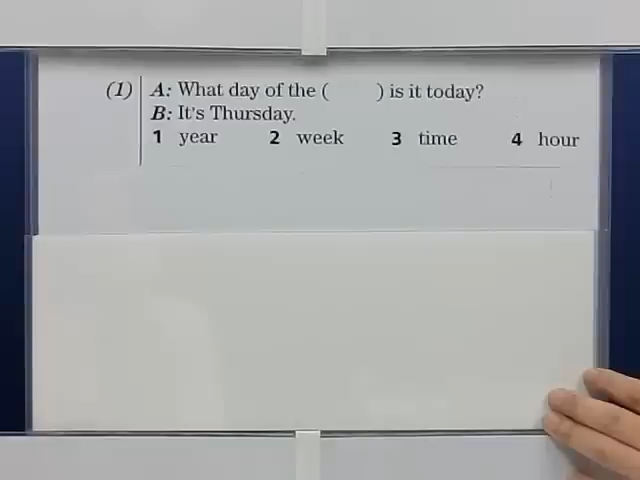 (1) A: What day of the (      ) is it today?
B: It's Thursday.
1 year 2 week 3 time 4 hour